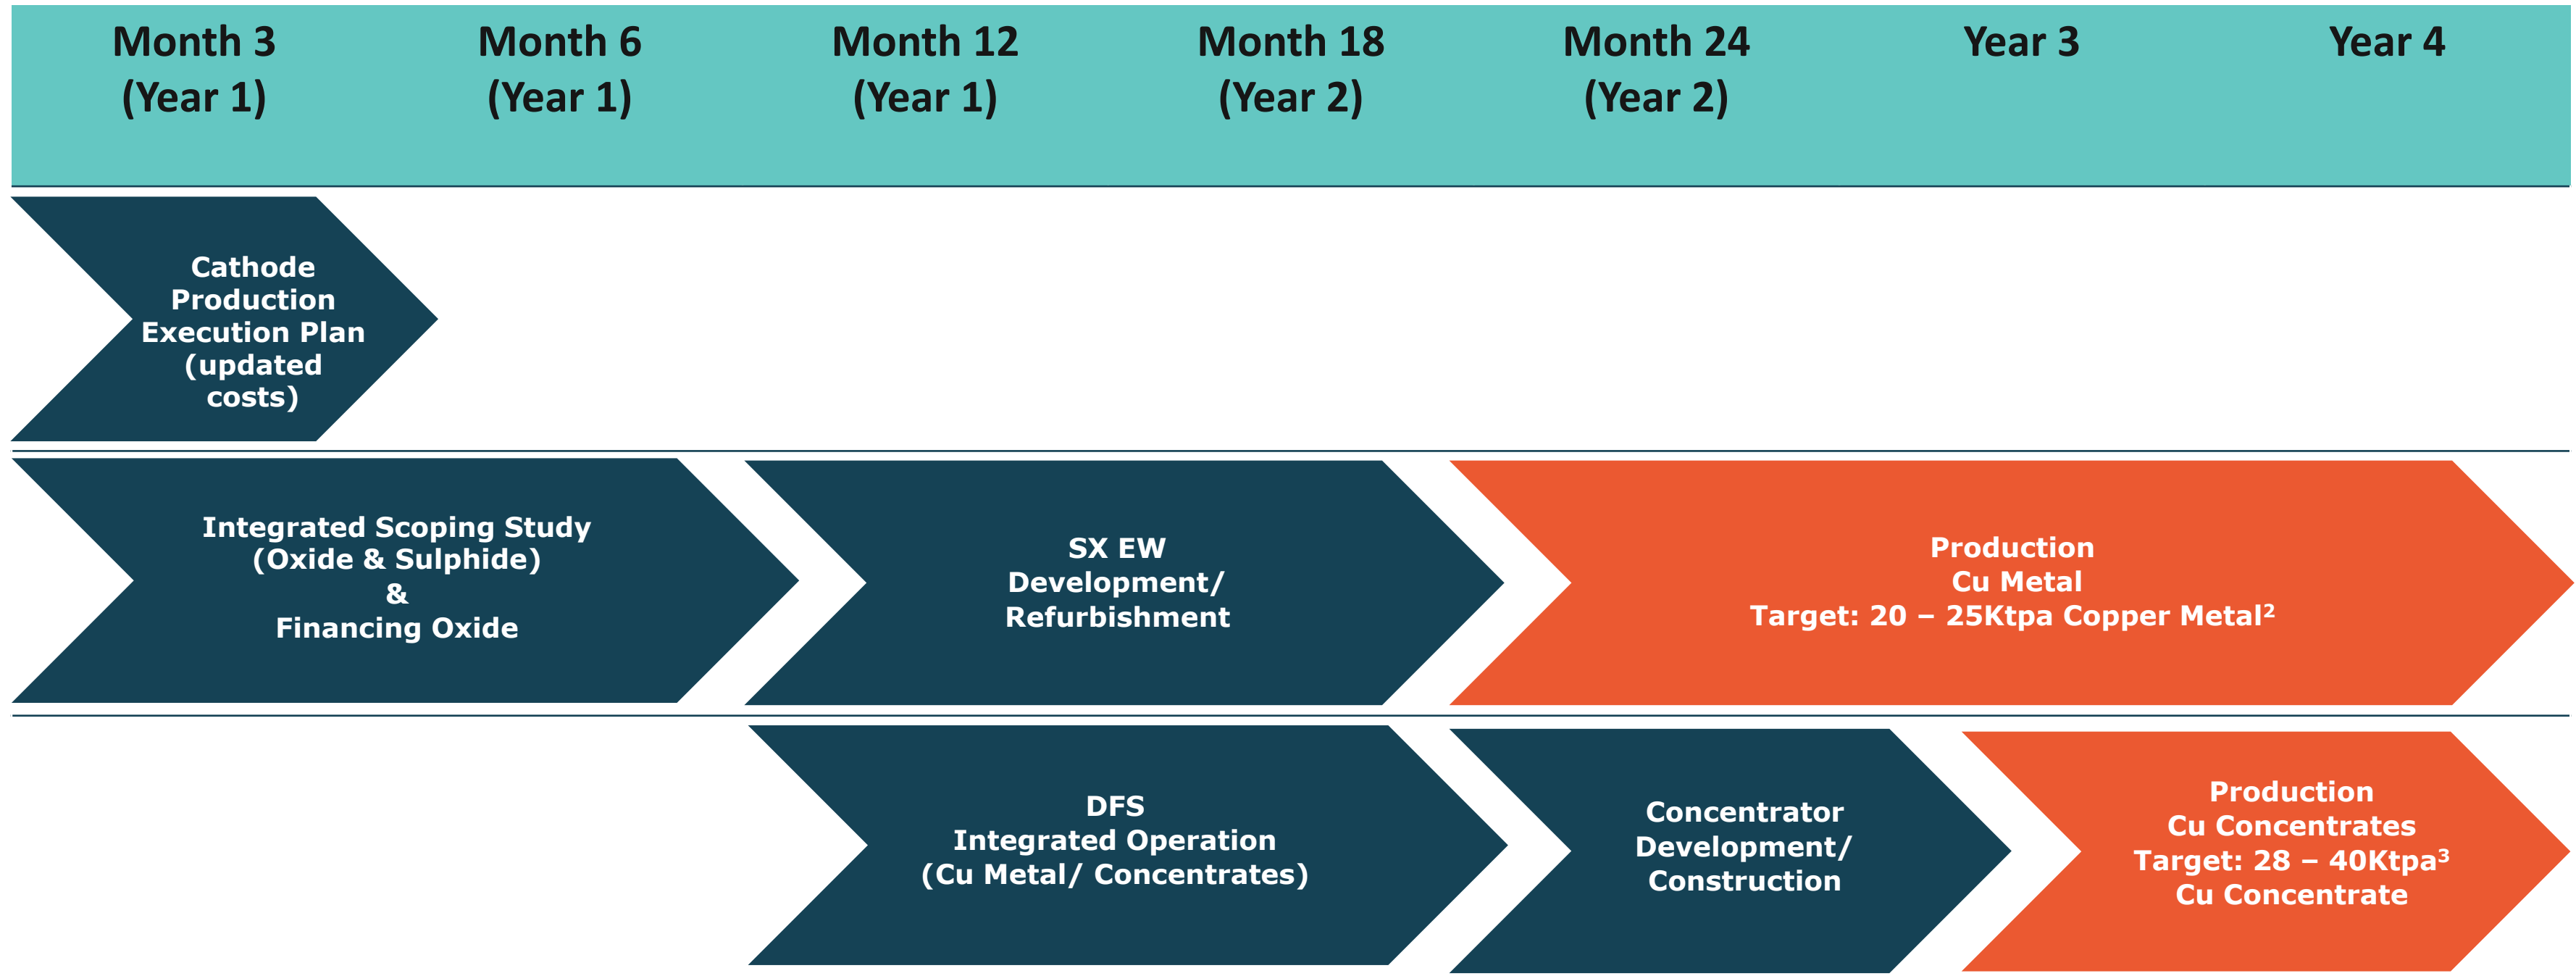 Month 3
(Year 1)
Month 6
(Year 1)
Month 12
(Year 1)
Month 18
(Year 2)
Month 24
(Year 2)
Year 3
Year 4
Cathode
Production
Execution Plan
(updated
costs)
Integrated Scoping Study
(Oxide & Sulphide)
&
Financing Oxide
SX EW
Development/
Refurbishment
Production
Cu Metal
Target: 20 – 25Ktpa Copper Metal²
DFS
Integrated Operation
(Cu Metal/ Concentrates)
Concentrator
Development/
Construction
Production
Cu Concentrates
Target: 28 – 40Ktpa³
Cu Concentrate